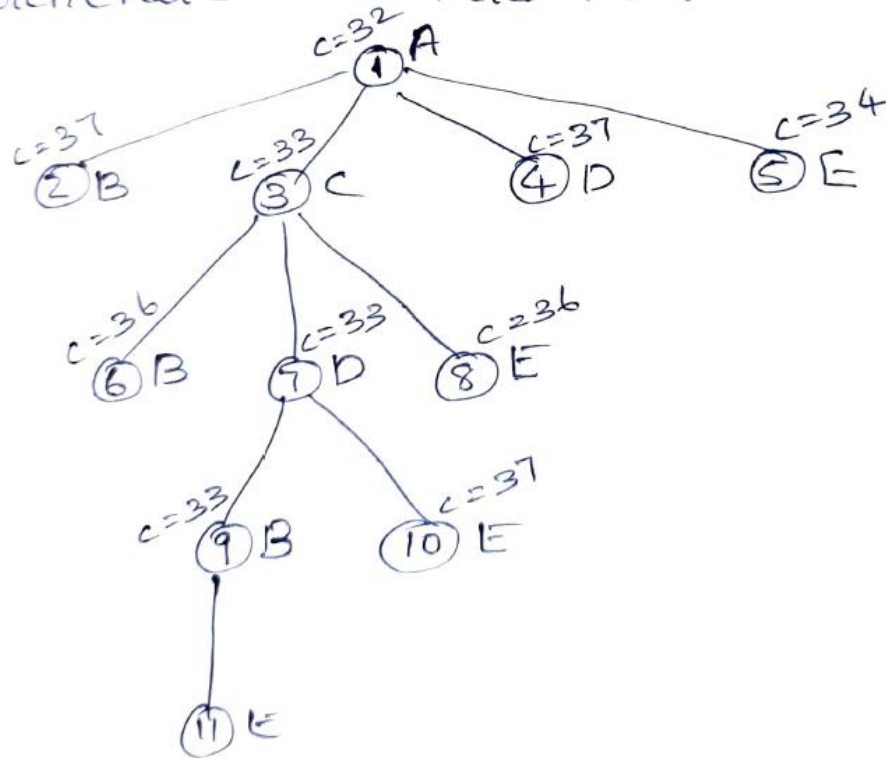 c=32
① A
c=37
② B
c=33
③ C
c=37
④ D
c=34
⑤ E
c=36
⑥ B
c=33
⑦ D
c=36
⑧ E
c=33
⑨ B
c=37
⑩ E
⑪ E